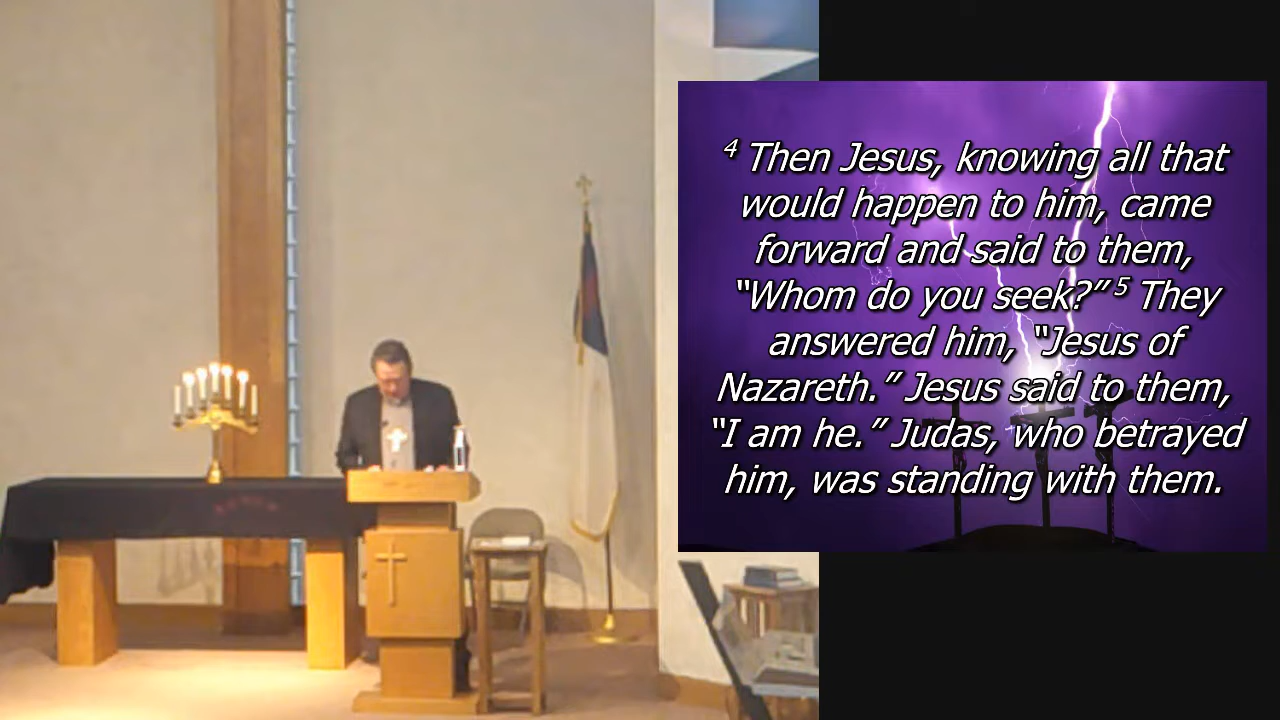 ⁴ Then Jesus, knowing all that
would happen to him, came
forward and said to them,
“Whom do you seek?” ⁵ They
answered him, “Jesus of
Nazareth.” Jesus said to them,
“I am he.” Judas, who betrayed
him, was standing with them.